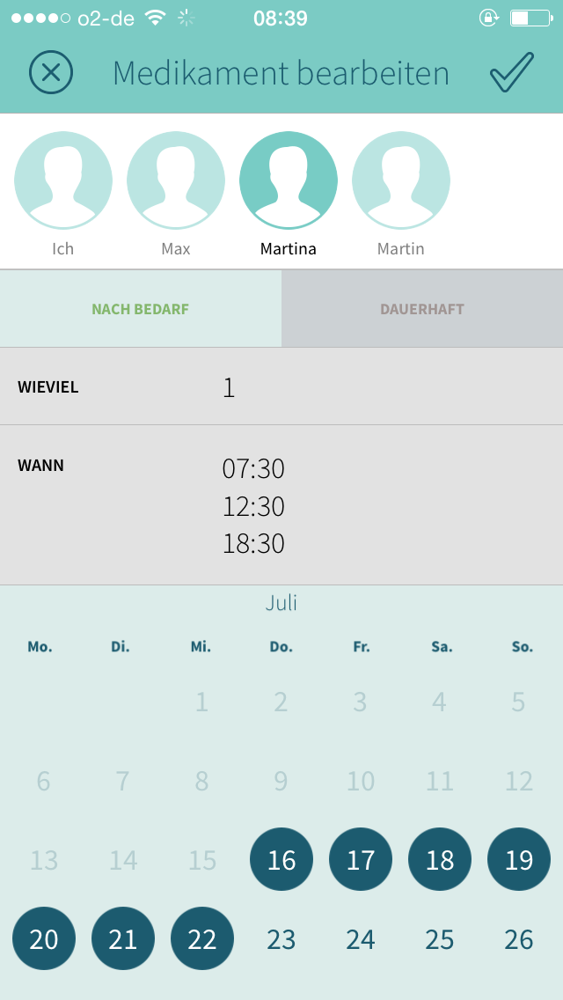 o2-de 08:39
Medikament bearbeiten
Ich Max Martina Martin
NACH BEDARF DAUERHAFT
WIEVIEL 1
WANN 07:30
12:30
18:30
Juli
Mo. Di. Mi. Do. Fr. Sa. So.
1 2 3 4 5
6 7 8 9 10 11 12
13 14 15 16 17 18 19
20 21 22 23 24 25 26